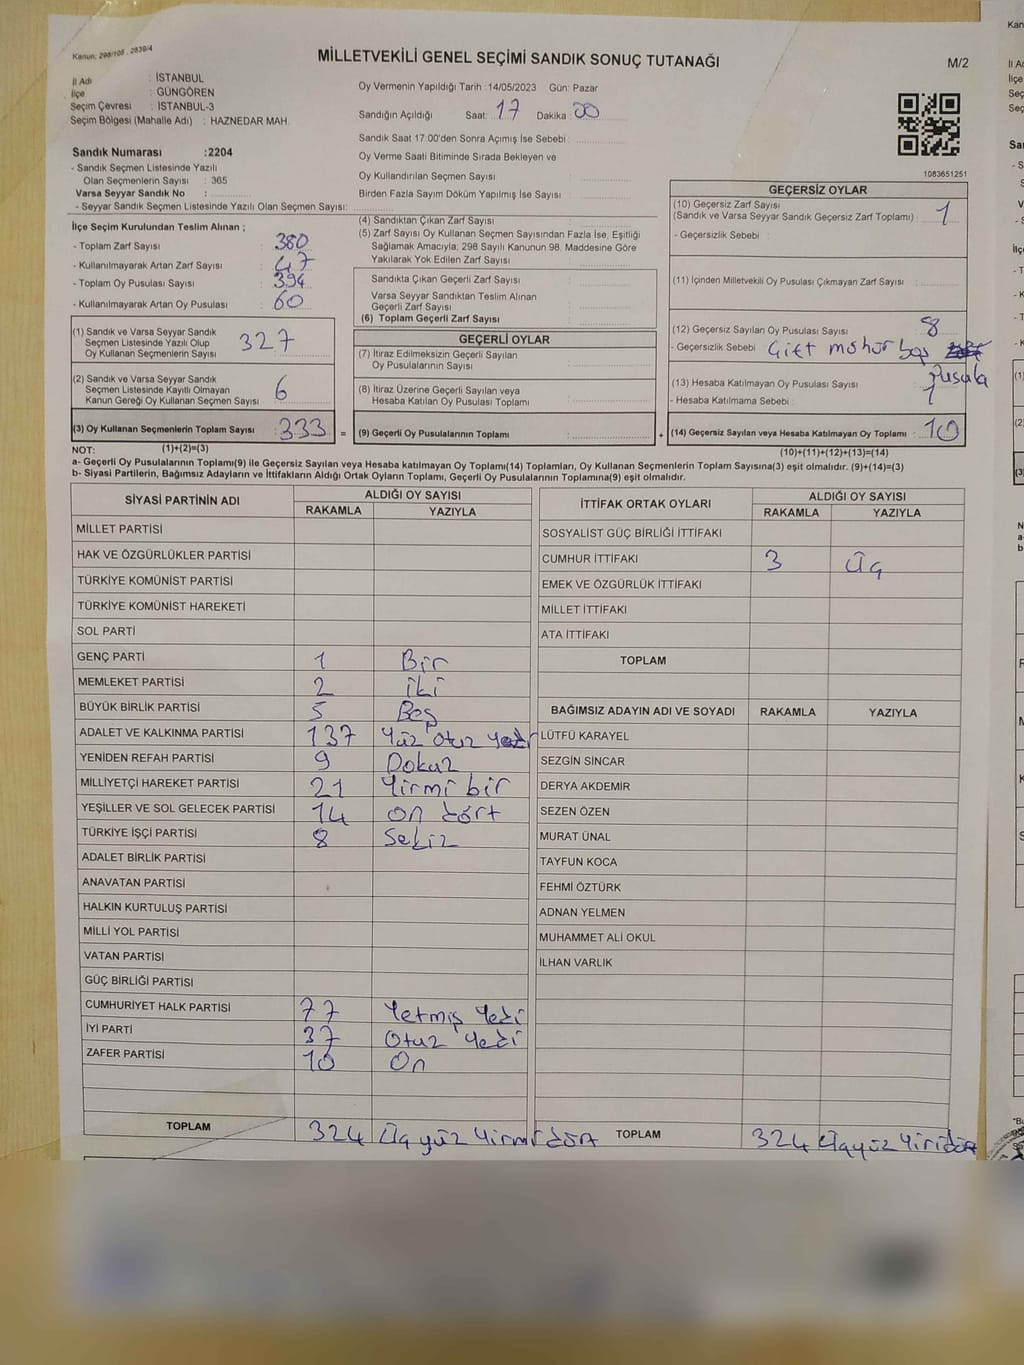 Kanun: 298/105 , 2839/4
MİLLETVEKİLİ GENEL SEÇİMİ SANDIK SONUÇ TUTANAĞI
M/2
İl Adı : İSTANBUL
İlçe : GÜNGÖREN
Seçim Çevresi : İSTANBUL-3
Seçim Bölgesi (Mahalle Adı) : HAZNEDAR MAH.
Oy Vermenin Yapıldığı Tarih :14/05/2023 Gün: Pazar
Sandığın Açıldığı Saat: 17 Dakika: 00
Sandık Saat 17:00'den Sonra Açılmış İse Sebebi :
Oy Verme Saati Bitiminde Sırada Bekleyen ve
Oy Kullandırılan Seçmen Sayısı :
Birden Fazla Sayım Döküm Yapılmış İse Sayısı :
1083651251
Sandık Numarası :2204
- Sandık Seçmen Listesinde Yazılı
Olan Seçmenlerin Sayısı : 365
Varsa Seyyar Sandık No :
- Seyyar Sandık Seçmen Listesinde Yazılı Olan Seçmen Sayısı:
İlçe Seçim Kurulundan Teslim Alınan ;
- Toplam Zarf Sayısı : 380
- Kullanılmayarak Artan Zarf Sayısı : 47
- Toplam Oy Pusulası Sayısı : 394
- Kullanılmayarak Artan Oy Pusulası : 60
(1) Sandık ve Varsa Seyyar Sandık
Seçmen Listesinde Yazılı Olup
Oy Kullanan Seçmenlerin Sayısı : 327
(2) Sandık ve Varsa Seyyar Sandık
Seçmen Listesinde Kayıtlı Olmayan
Kanun Gereği Oy Kullanan Seçmen Sayısı : 6
(3) Oy Kullanan Seçmenlerin Toplam Sayısı : 333 =
(1)+(2)=(3)
(4) Sandıktan Çıkan Zarf Sayısı :
(5) Zarf Sayısı Oy Kullanan Seçmen Sayısından Fazla İse, Eşitliği
Sağlamak Amacıyla; 298 Sayılı Kanunun 98. Maddesine Göre
Yakılarak Yok Edilen Zarf Sayısı :
Sandıkta Çıkan Geçerli Zarf Sayısı :
Varsa Seyyar Sandıktan Teslim Alınan
Geçerli Zarf Sayısı :
(6) Toplam Geçerli Zarf Sayısı :
GEÇERLİ OYLAR
(7) İtiraz Edilmeksizin Geçerli Sayılan
Oy Pusulalarının Sayısı :
(8) İtiraz Üzerine Geçerli Sayılan veya
Hesaba Katılan Oy Pusulası Toplamı :
(9) Geçerli Oy Pusulalarının Toplamı : +
GEÇERSİZ OYLAR
(10) Geçersiz Zarf Sayısı
(Sandık ve Varsa Seyyar Sandık Geçersiz Zarf Toplamı) : 1
- Geçersizlik Sebebi :
(11) İçinden Milletvekili Oy Pusulası Çıkmayan Zarf Sayısı :
(12) Geçersiz Sayılan Oy Pusulası Sayısı : 8
- Geçersizlik Sebebi : Çift mühür boş
pusula
(13) Hesaba Katılmayan Oy Pusulası Sayısı : 1
- Hesaba Katılmama Sebebi :
(14) Geçersiz Sayılan veya Hesaba Katılmayan Oy Toplamı : 10
(10)+(11)+(12)+(13)=(14)
NOT:
a- Geçerli Oy Pusulalarının Toplamı(9) ile Geçersiz Sayılan veya Hesaba katılmayan Oy Toplamı(14) Toplamları, Oy Kullanan Seçmenlerin Toplam Sayısına(3) eşit olmalıdır. (9)+(14)=(3)
b- Siyasi Partilerin, Bağımsız Adayların ve İttifakların Aldığı Ortak Oyların Toplamı, Geçerli Oy Pusulalarının Toplamına(9) eşit olmalıdır.
SİYASİ PARTİNİN ADI
ALDIĞI OY SAYISI
RAKAMLA YAZIYLA
MİLLET PARTİSİ
HAK VE ÖZGÜRLÜKLER PARTİSİ
TÜRKİYE KOMÜNİST PARTİSİ
TÜRKİYE KOMÜNİST HAREKETİ
SOL PARTİ
GENÇ PARTİ 1 Bir
MEMLEKET PARTİSİ 2 iki
BÜYÜK BİRLİK PARTİSİ 5 Beş
ADALET VE KALKINMA PARTİSİ 137 Yüz otuz yedi
YENİDEN REFAH PARTİSİ 9 Dokuz
MİLLİYETÇİ HAREKET PARTİSİ 21 Yirmi bir
YEŞİLLER VE SOL GELECEK PARTİSİ 14 on dört
TÜRKİYE İŞÇİ PARTİSİ 8 Sekiz
ADALET BİRLİK PARTİSİ
ANAVATAN PARTİSİ
HALKIN KURTULUŞ PARTİSİ
MİLLİ YOL PARTİSİ
VATAN PARTİSİ
GÜÇ BİRLİĞİ PARTİSİ
CUMHURİYET HALK PARTİSİ 77 Yetmiş Yedi
İYİ PARTİ 37 Otuz Yedi
ZAFER PARTİSİ 10 On
TOPLAM 324 Üçyüz Yirmi dört
İTTİFAK ORTAK OYLARI
ALDIĞI OY SAYISI
RAKAMLA YAZIYLA
SOSYALİST GÜÇ BİRLİĞİ İTTİFAKI
CUMHUR İTTİFAKI 3 Üç
EMEK VE ÖZGÜRLÜK İTTİFAKI
MİLLET İTTİFAKI
ATA İTTİFAKI
TOPLAM
BAĞIMSIZ ADAYIN ADI VE SOYADI RAKAMLA YAZIYLA
LÜTFÜ KARAYEL
SEZGİN SİNCAR
DERYA AKDEMİR
SEZEN ÖZEN
MURAT ÜNAL
TAYFUN KOCA
FEHMİ ÖZTÜRK
ADNAN YELMEN
MUHAMMET ALİ OKUL
İLHAN VARLIK
TOPLAM 324 Üçyüz Yiridört